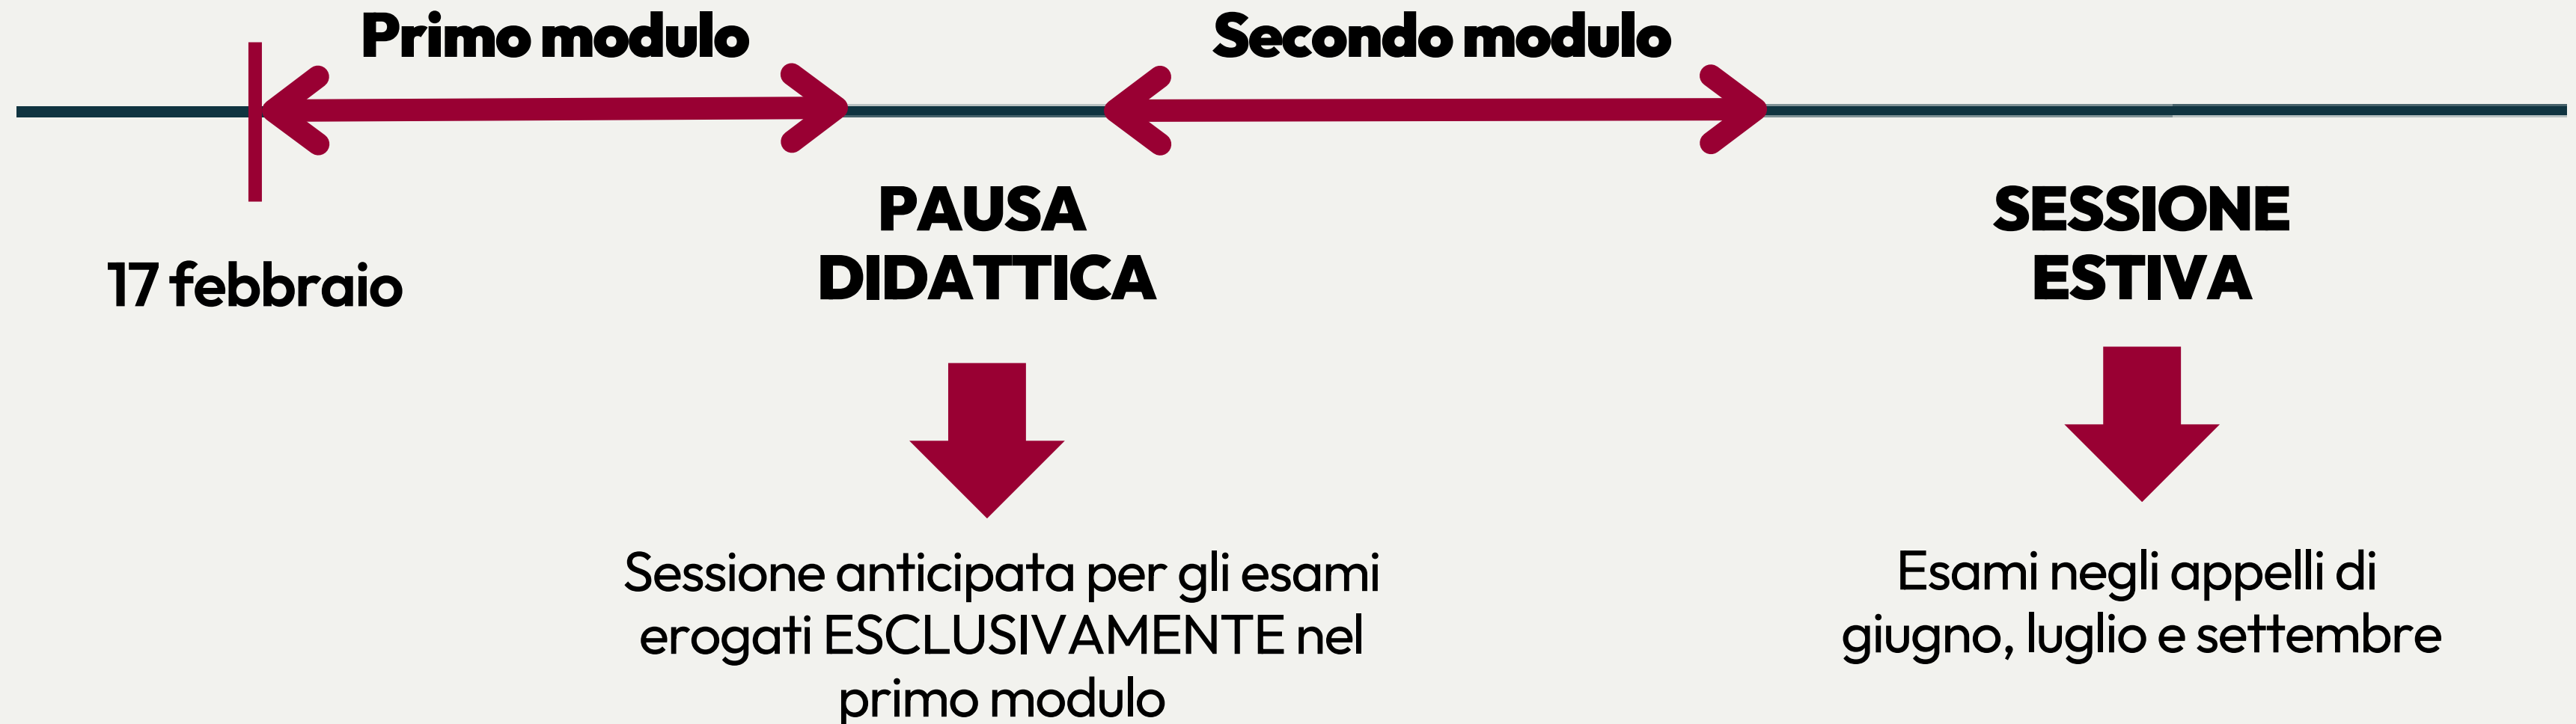 Primo modulo
Secondo modulo
17 febbraio
PAUSA
DIDATTICA
SESSIONE
ESTIVA
Sessione anticipata per gli esami
erogati ESCLUSIVAMENTE nel
primo modulo
Esami negli appelli di
giugno, luglio e settembre